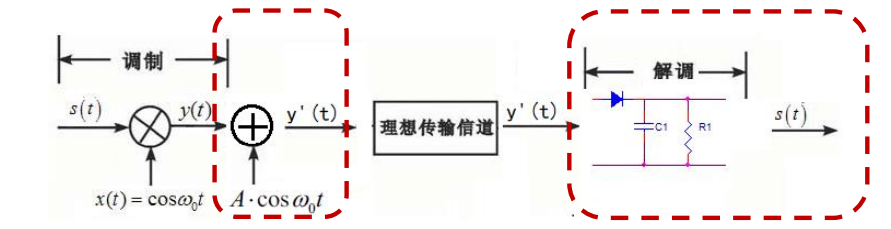 调制
s(t)
y(t)
y'(t)
x(t) = cosω₀t
A·cosω₀t
理想传输信道
y'(t)
解调
C1
R1
s(t)